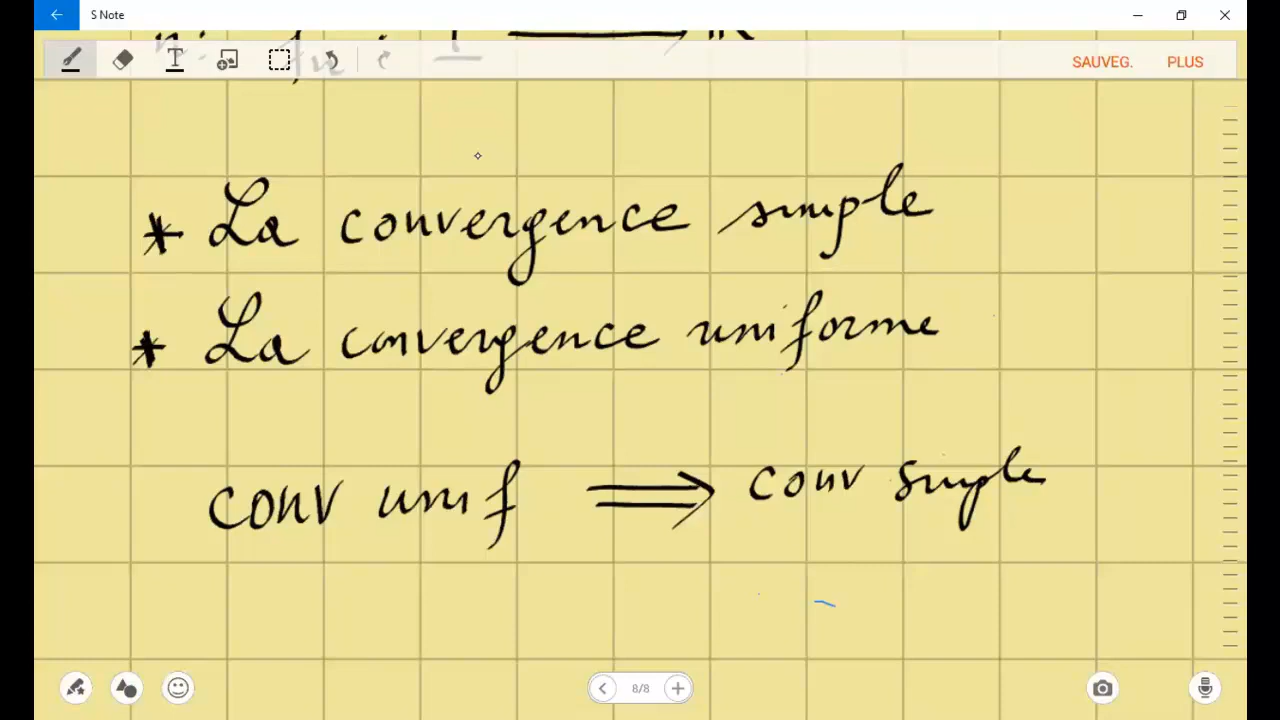 S Note
SAUVEG. PLUS
* La convergence simple
* La convergence uniforme
conv unif ⟹ conv simple
8/8